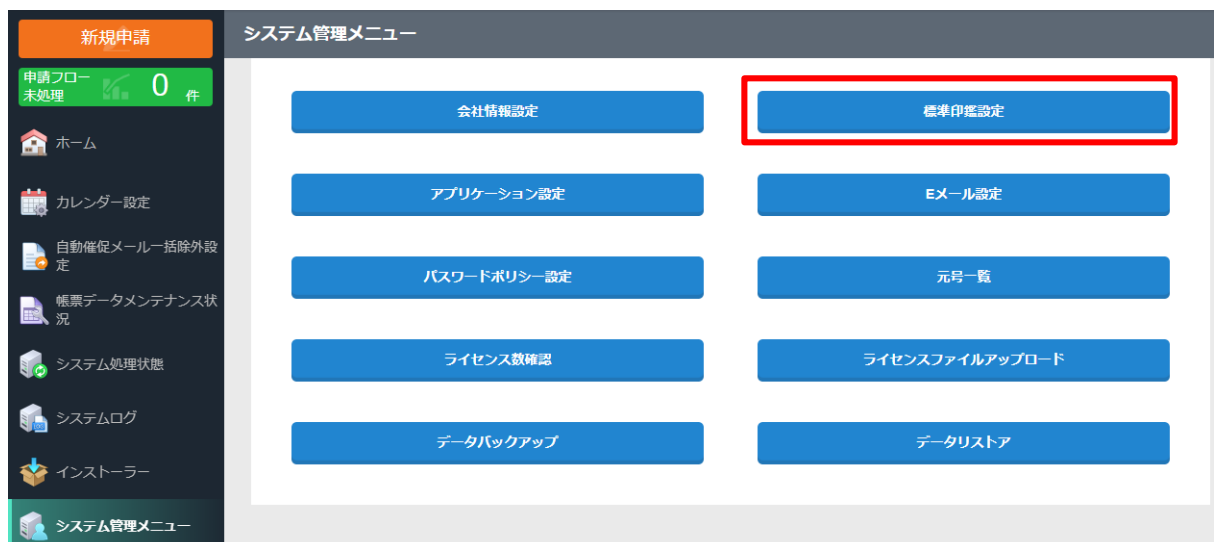 新規申請
申請フロー
未処理
0 件
ホーム
カレンダー設定
自動催促メール一括除外設
定
帳票データメンテナンス状
況
システム処理状態
システムログ
インストーラー
システム管理メニュー
システム管理メニュー
会社情報設定
標準印鑑設定
アプリケーション設定
Eメール設定
パスワードポリシー設定
元号一覧
ライセンス数確認
ライセンスファイルアップロード
データバックアップ
データリストア